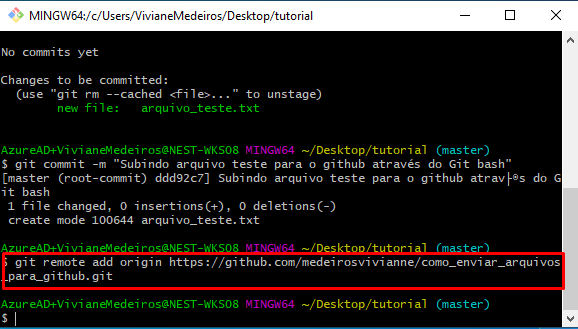 MINGW64:/c/Users/VivianeMedeiros/Desktop/tutorial
No commits yet
Changes to be committed:
(use "git rm --cached <file>..." to unstage)
new file:   arquivo_teste.txt
AzureAD+VivianeMedeiros@NEST-WKS08 MINGW64 ~/Desktop/tutorial (master)
$ git commit -m "Subindo arquivo teste para o github através do Git bash"
[master (root-commit) ddd92c7] Subindo arquivo teste para o github atrav├®s do G
it bash
1 file changed, 0 insertions(+), 0 deletions(-)
create mode 100644 arquivo_teste.txt
AzureAD+VivianeMedeiros@NEST-WKS08 MINGW64 ~/Desktop/tutorial (master)
$ git remote add origin https://github.com/medeirosvivianne/como_enviar_arquivos
_para_github.git
AzureAD+VivianeMedeiros@NEST-WKS08 MINGW64 ~/Desktop/tutorial (master)
$